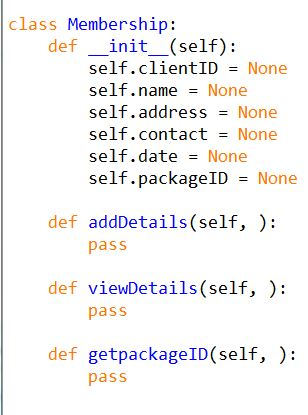 class Membership:
    def __init__(self):
        self.clientID = None
        self.name = None
        self.address = None
        self.contact = None
        self.date = None
        self.packageID = None

    def addDetails(self, ):
        pass

    def viewDetails(self, ):
        pass

    def getpackageID(self, ):
        pass